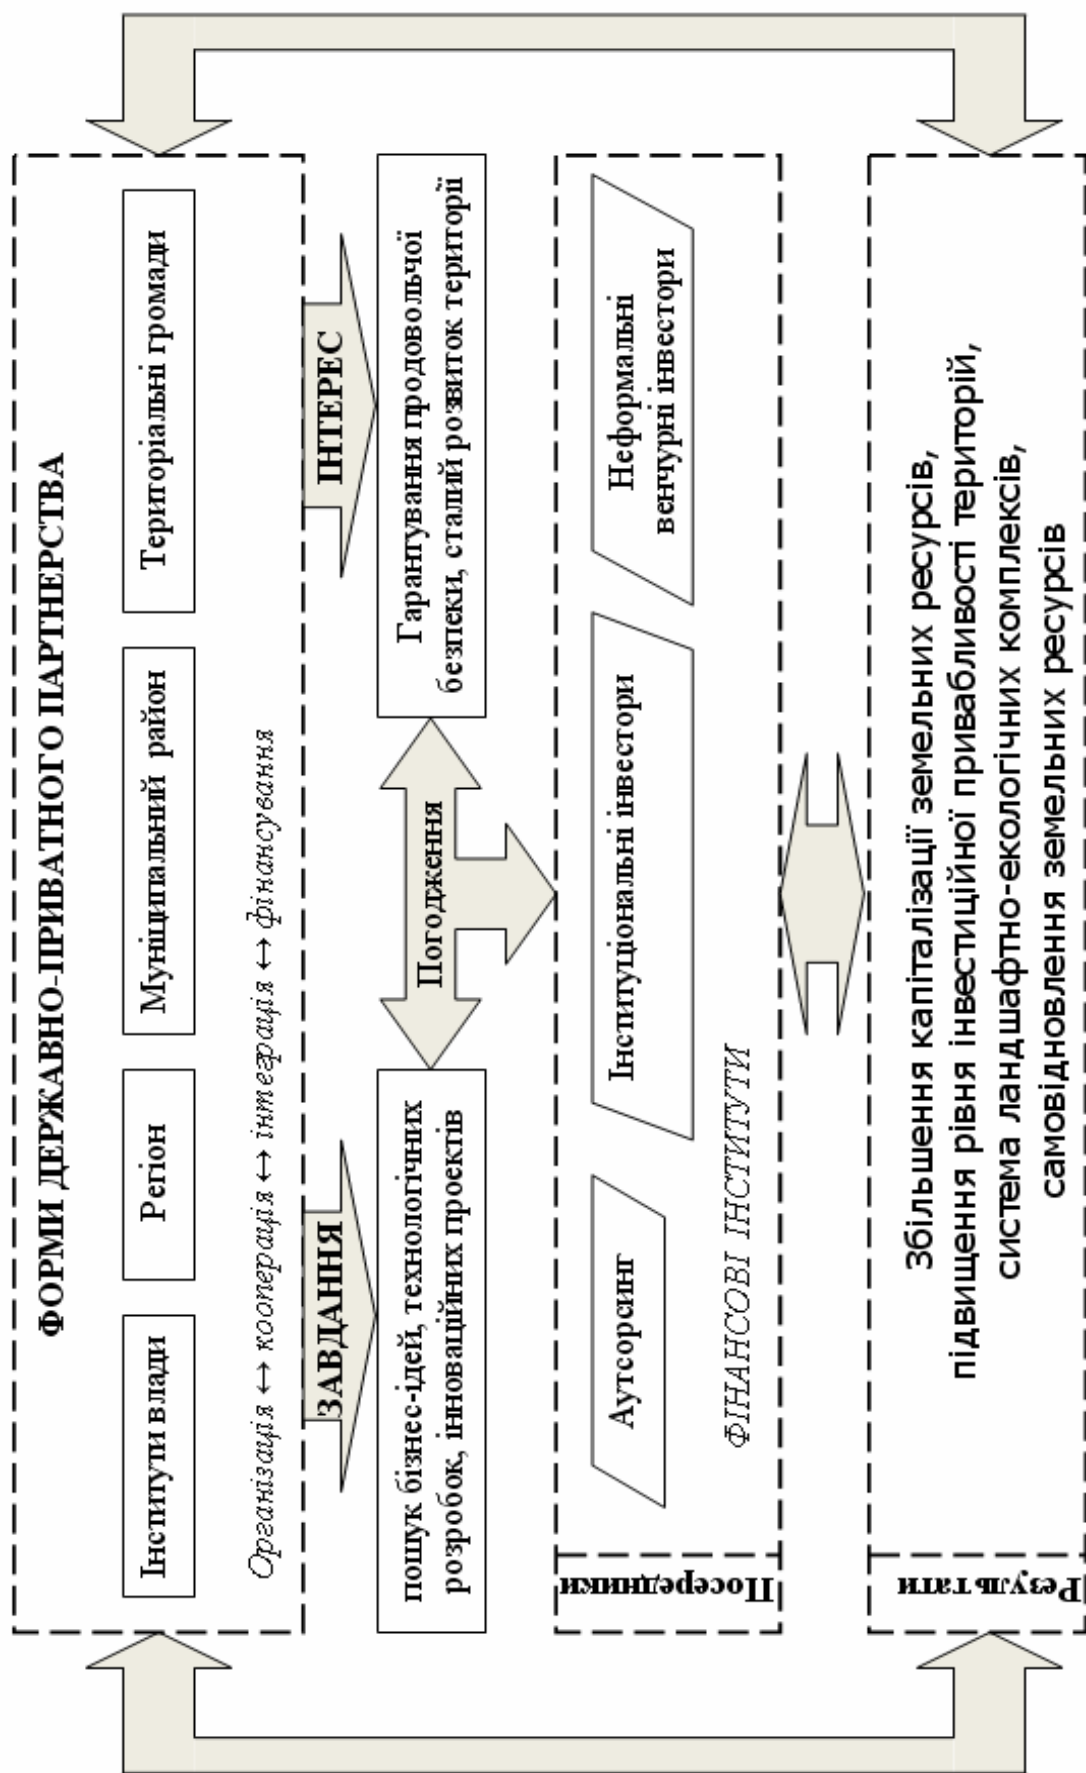 ФОРМИ ДЕРЖАВНО-ПРИВАТНОГО ПАРТНЕРСТВА
Інститути влади
Регіон
Муніципальний район
Територіальні громади
Організація ↔ кооперація ↔ інтеграція ↔ фінансування
ЗАВДАННЯ
ІНТЕРЕС
пошук бізнес-ідей, технологічних
розробок, інноваційних проектів
Погодження
Гарантування продовольчої
безпеки, сталий розвиток території
Посередники
Аутсорсинг
Інституціональні інвестори
Неформальні
венчурні інвестори
ФІНАНСОВІ ІНСТИТУТИ
Результати
Збільшення капіталізації земельних ресурсів,
підвищення рівня інвестиційної привабливості територій,
система ландшафтно-екологічних комплексів,
самовідновлення земельних ресурсів